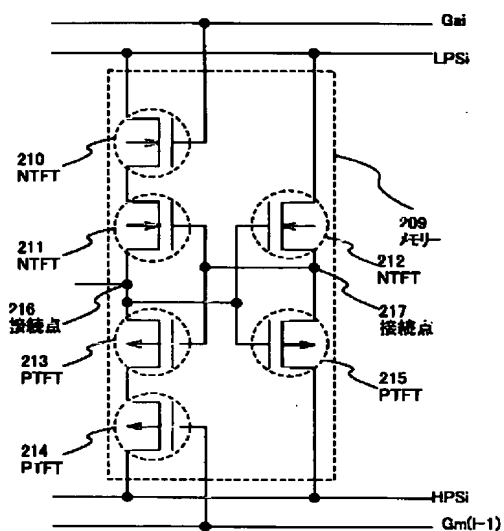 Gai
LPSi
210
NTFT
211
NTFT
209
メモリー
212
NTFT
216
接続点
217
接続点
213
PTFT
215
PTFT
214
PTFT
HPSi
Gm(i-1)